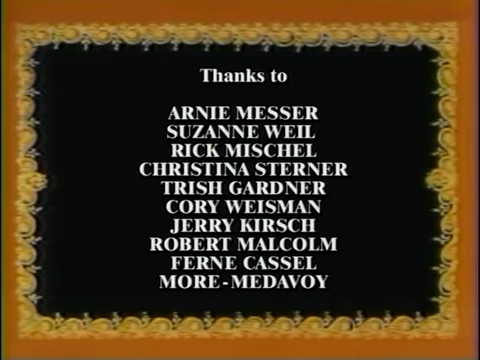 Thanks to
ARNIE MESSER
SUZANNE WEIL
RICK MISCHEL
CHRISTINA STERNER
TRISH GARDNER
CORY WEISMAN
JERRY KIRSCH
ROBERT MALCOLM
FERNE CASSEL
MORE-MEDAVOY